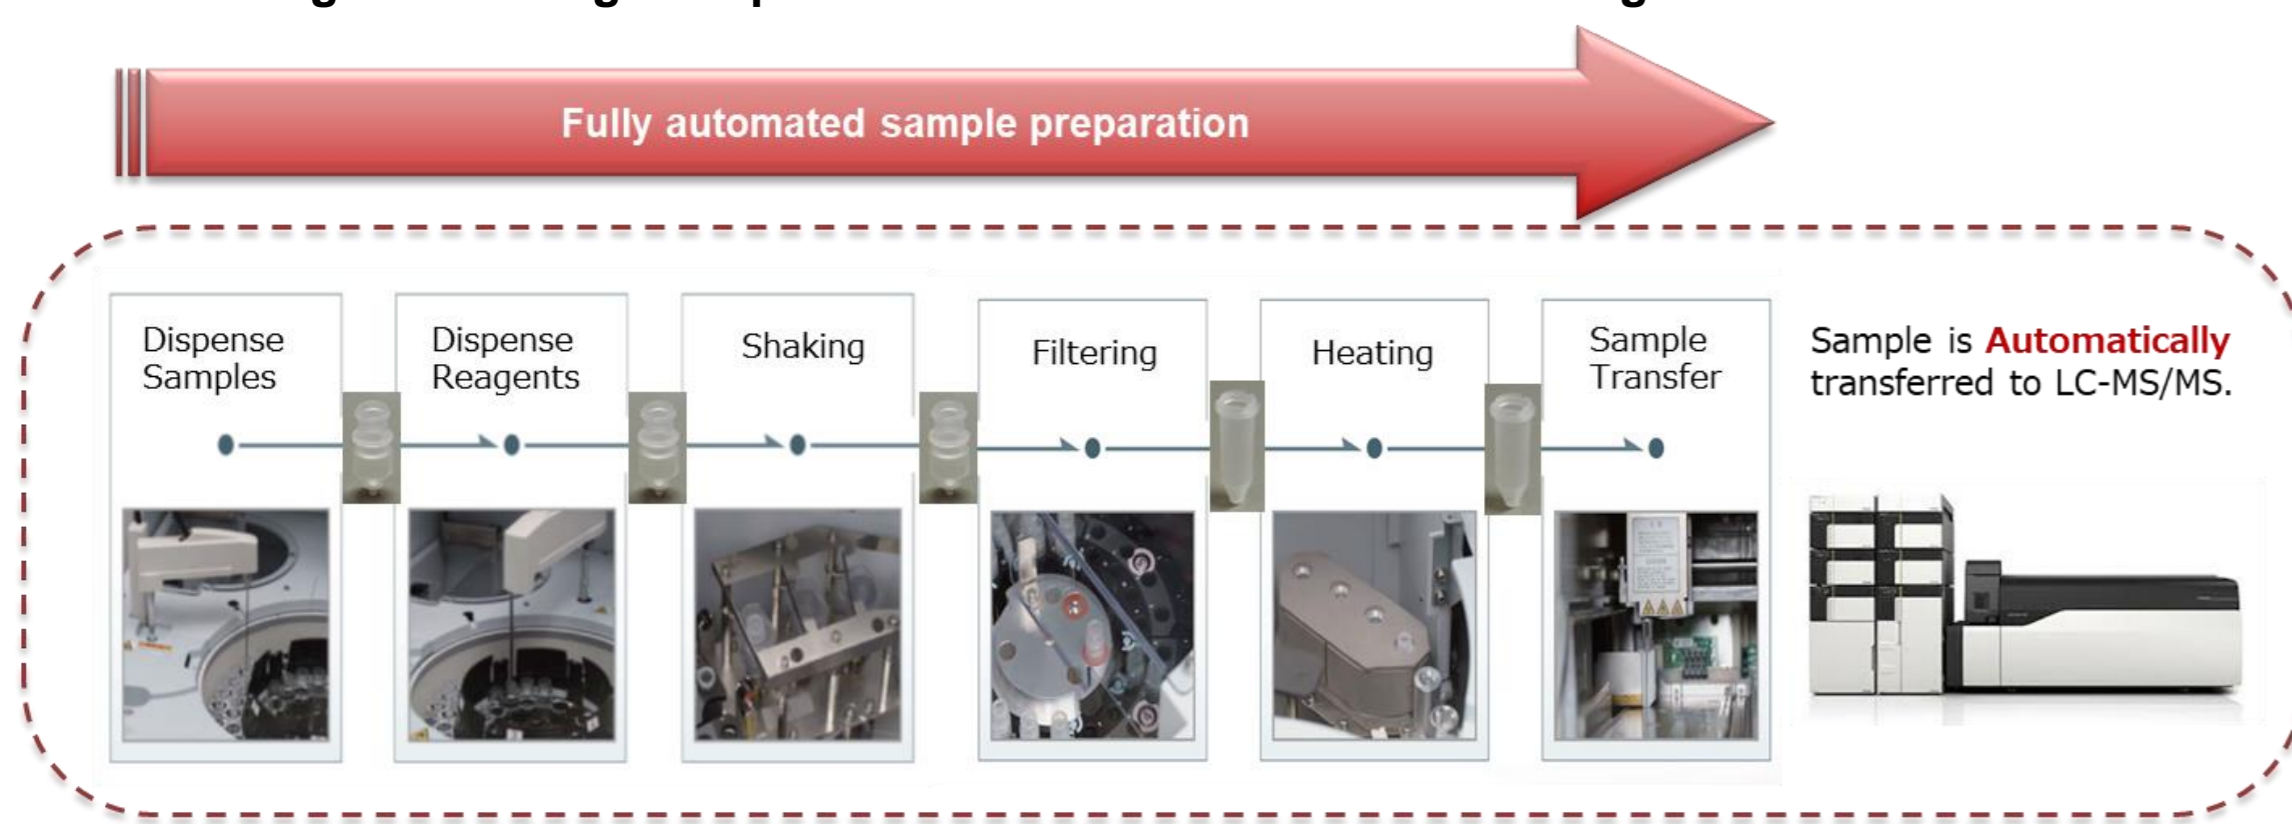 Fully automated sample preparation
Dispense
Samples
Dispense
Reagents
Shaking
Filtering
Heating
Sample
Transfer
Sample is Automatically
transferred to LC-MS/MS.